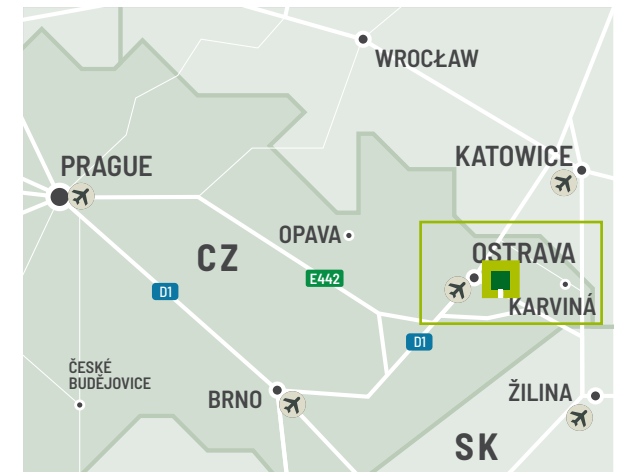 WROCŁAW
PRAGUE
KATOWICE
OPAVA
CZ
OSTRAVA
E442
D1
KARVINÁ
D1
ČESKÉ
BUDĚJOVICE
BRNO
ŽILINA
SK